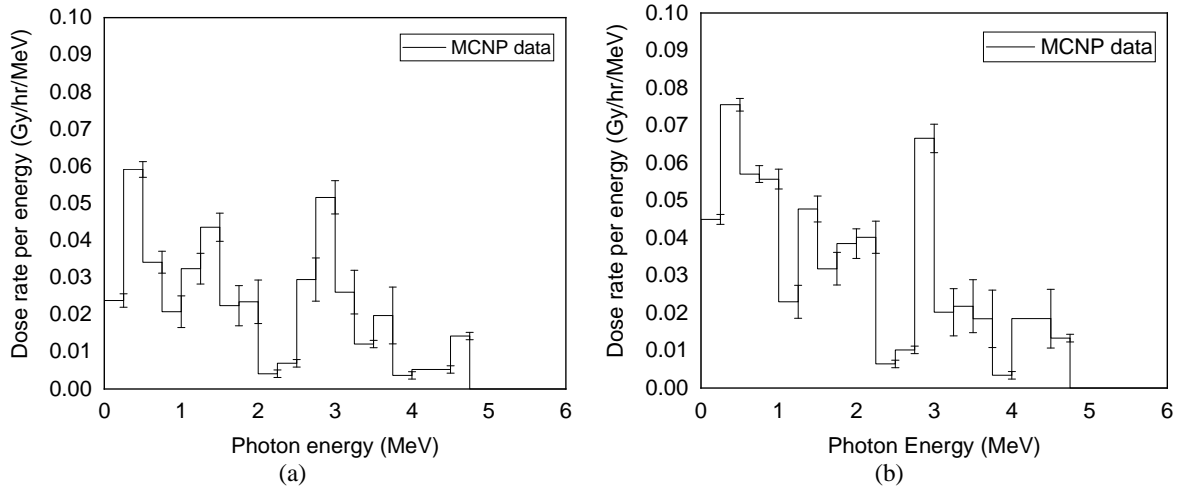 0.10
0.09
0.08
0.07
0.06
0.05
0.04
0.03
0.02
0.01
0.00
Dose rate per energy (Gy/hr/MeV)
MCNP data
0 1 2 3 4 5 6
Photon energy (MeV)
(a)
0.10
0.09
0.08
0.07
0.06
0.05
0.04
0.03
0.02
0.01
0.00
Dose rate per energy (Gy/hr/MeV)
MCNP data
0 1 2 3 4 5 6
Photon Energy (MeV)
(b)